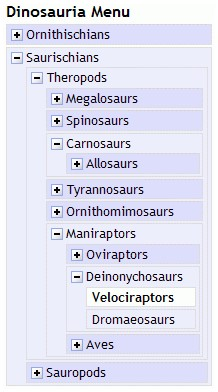 Dinosauria Menu
Ornithischians
Saurischians
Theropods
Megalosaurs
Spinosaurs
Carnosaurs
Allosaurs
Tyrannosaurs
Ornithomimosaurs
Maniraptors
Oviraptors
Deinonychosaurs
Velociraptors
Dromaeosaurs
Aves
Sauropods